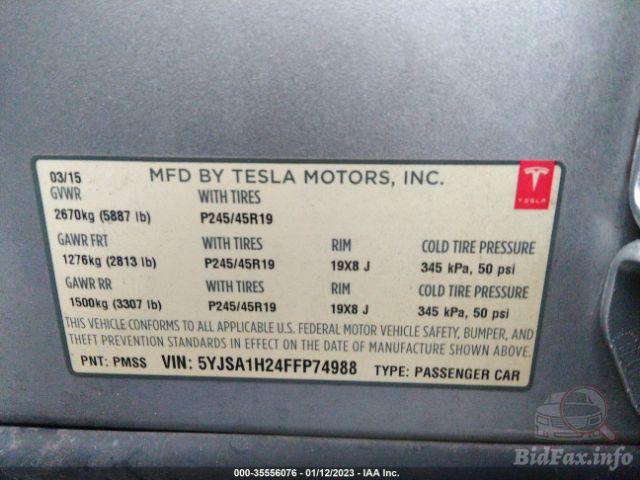 03/15 MFD BY TESLA MOTORS, INC.
TESLA
GVWR WITH TIRES
2670kg (5887 lb) P245/45R19
GAWR FRT WITH TIRES RIM COLD TIRE PRESSURE
1276kg (2813 lb) P245/45R19 19X8 J 345 kPa, 50 psi
GAWR RR WITH TIRES RIM COLD TIRE PRESSURE
1500kg (3307 lb) P245/45R19 19X8 J 345 kPa, 50 psi
THIS VEHICLE CONFORMS TO ALL APPLICABLE U.S. FEDERAL MOTOR VEHICLE SAFETY, BUMPER, AND
THEFT PREVENTION STANDARDS IN EFFECT ON THE DATE OF MANUFACTURE SHOWN ABOVE.
PNT: PMSS VIN: 5YJSA1H24FFP74988 TYPE: PASSENGER CAR
BidFax.info
000-35556076 - 01/12/2023 - IAA Inc.